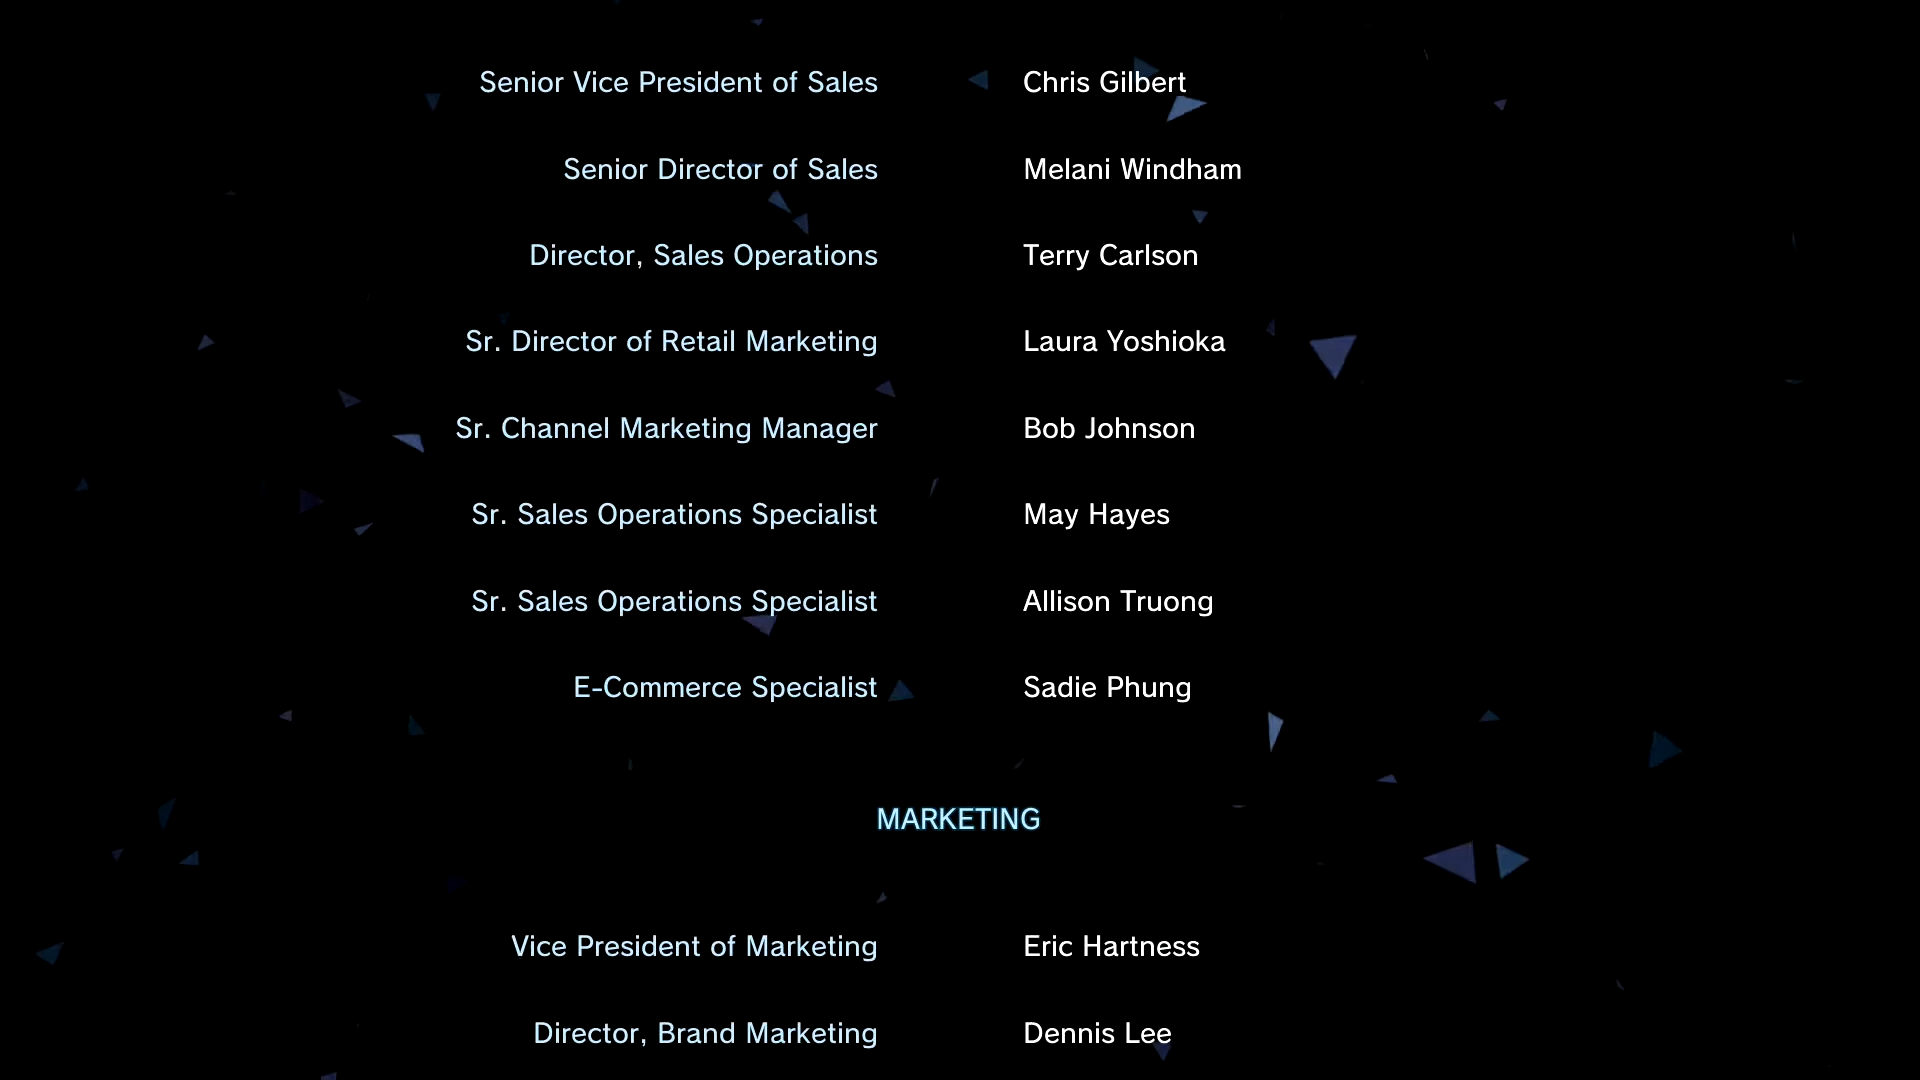 Senior Vice President of Sales Chris Gilbert
Senior Director of Sales Melani Windham
Director, Sales Operations Terry Carlson
Sr. Director of Retail Marketing Laura Yoshioka
Sr. Channel Marketing Manager Bob Johnson
Sr. Sales Operations Specialist May Hayes
Sr. Sales Operations Specialist Allison Truong
E-Commerce Specialist Sadie Phung
MARKETING
Vice President of Marketing Eric Hartness
Director, Brand Marketing Dennis Lee